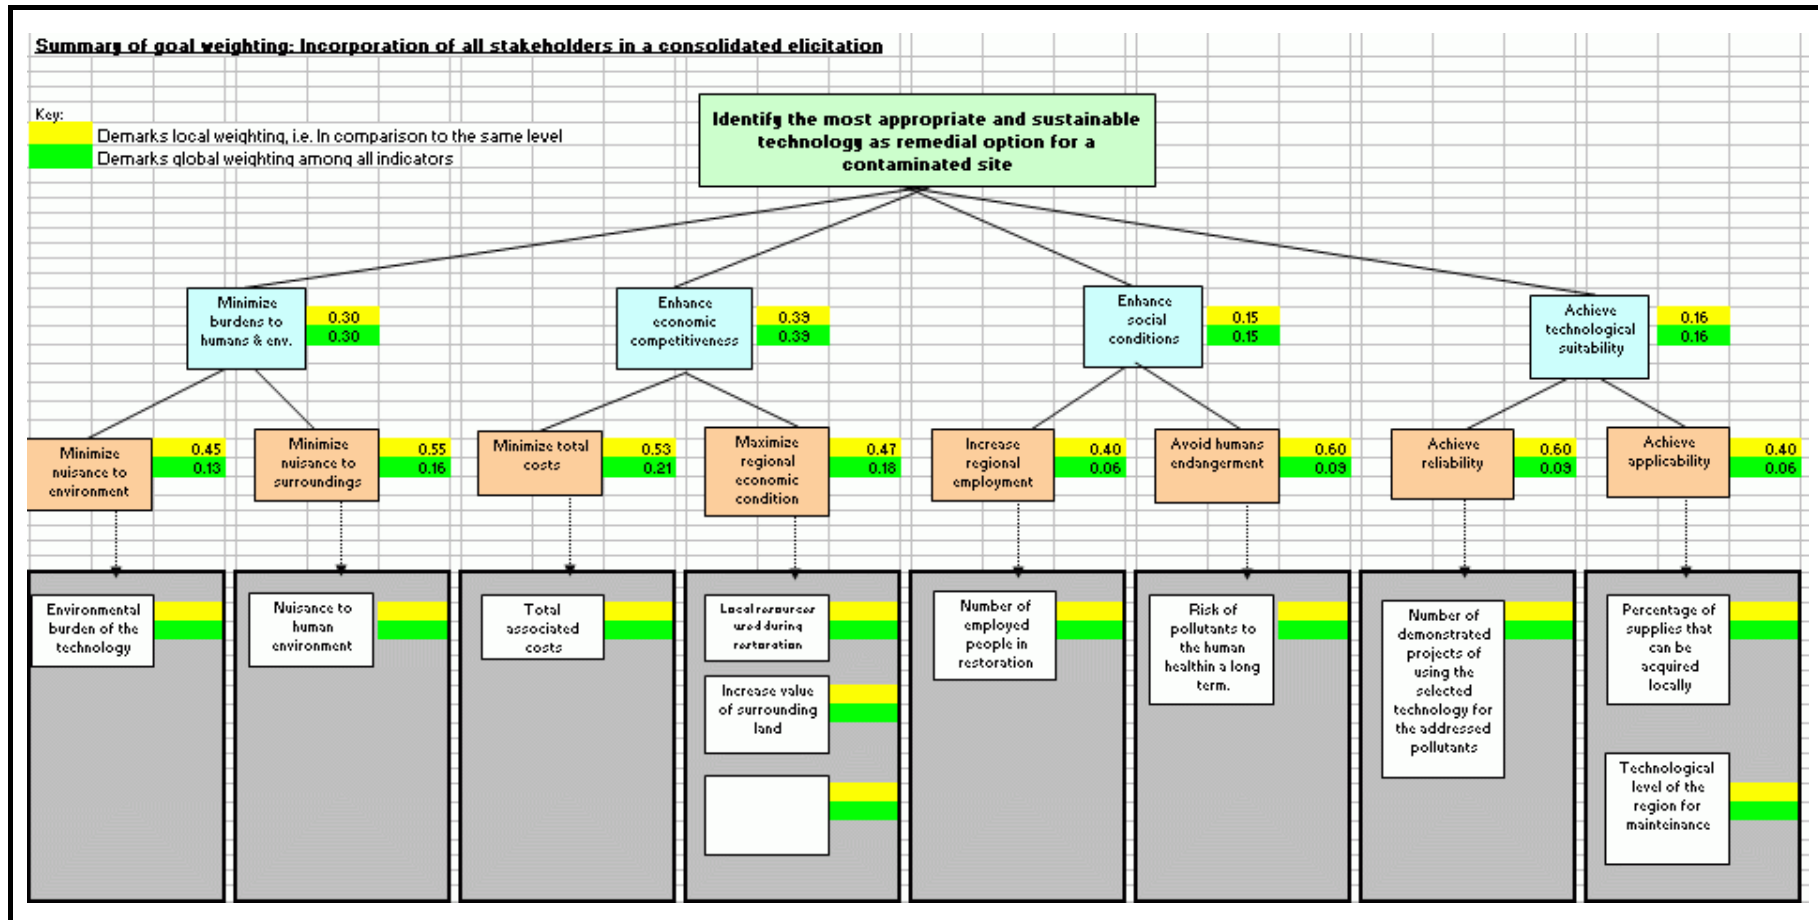 Summary of goal weighting: Incorporation of all stakeholders in a consolidated elicitation
Key:
Demarks local weighting, i.e. In comparison to the same level
Demarks global weighting among all indicators
Identify the most appropriate and sustainable
technology as remedial option for a
contaminated site
Minimize
burdens to
humans & env.
0.30
0.30
Enhance
economic
competitiveness
0.39
0.39
Enhance
social
conditions
0.15
0.15
Achieve
technological
suitability
0.16
0.16
Minimize
nuisance to
environment
0.45
0.13
Minimize
nuisance to
surroundings
0.55
0.16
Minimize total
costs
0.53
0.21
Maximize
regional
economic
condition
0.47
0.18
Increase
regional
employment
0.40
0.06
Avoid humans
endangerment
0.60
0.09
Achieve
reliability
0.60
0.09
Achieve
applicability
0.40
0.06
Environmental
burden of the
technology
Nuisance to
human
environment
Total
associated
costs
Local resources
used during
restoration
Increase value
of surrounding
land
Number of
employed
people in
restoration
Risk of
pollutants to
the human
healthin a long
term.
Number of
demonstrated
projects of
using the
selected
technology for
the addressed
pollutants
Percentage of
supplies that
can be
acquired
locally
Technological
level of the
region for
mainteinance